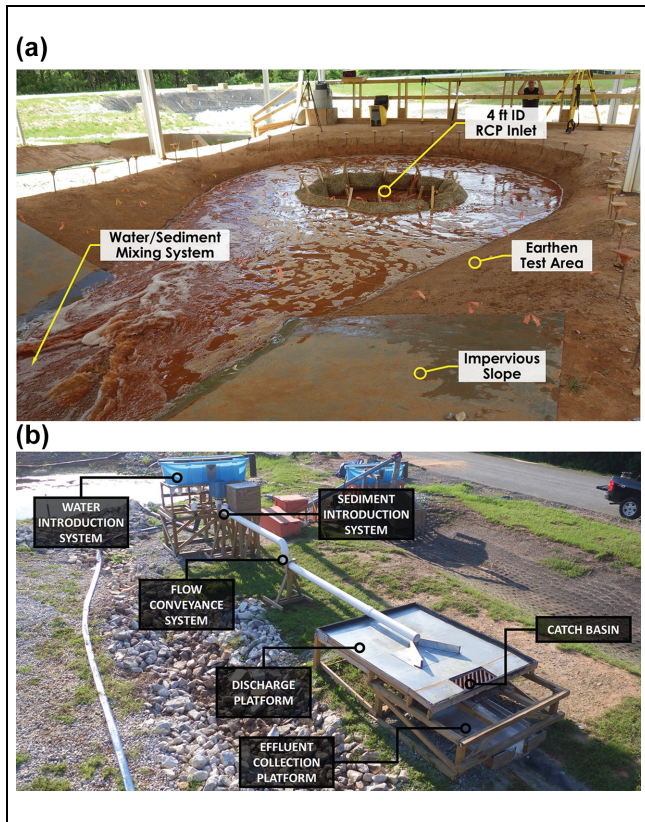 (a)
4 ft ID
RCP Inlet
Water/Sediment
Mixing System
Earthen
Test Area
Impervious
Slope
(b)
WATER
INTRODUCTION
SYSTEM
SEDIMENT
INTRODUCTION
SYSTEM
FLOW
CONVEYANCE
SYSTEM
CATCH BASIN
DISCHARGE
PLATFORM
EFFLUENT
COLLECTION
PLATFORM